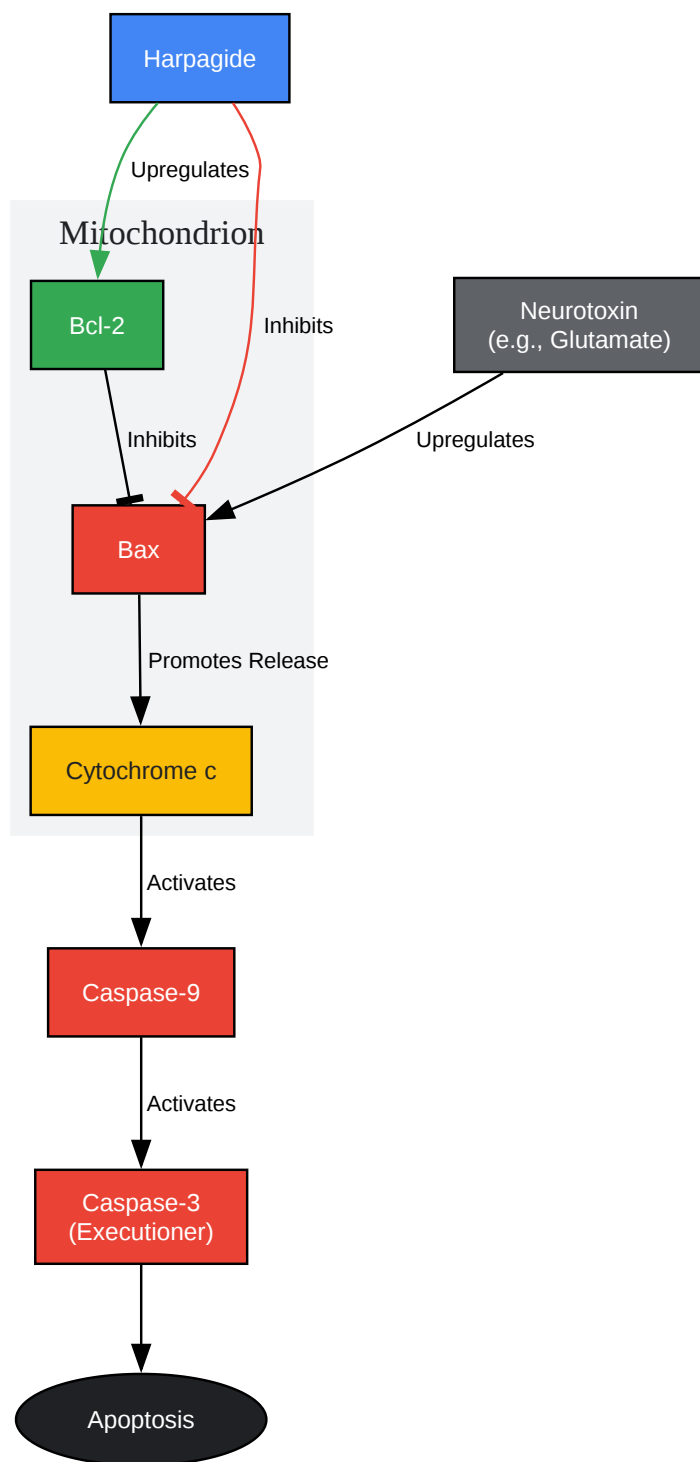 Harpagide
Upregulates
Mitochondrion
Bcl-2
Inhibits
Neurotoxin
(e.g., Glutamate)
Inhibits
Upregulates
Bax
Promotes Release
Cytochrome c
Activates
Caspase-9
Activates
Caspase-3
(Executioner)
Apoptosis